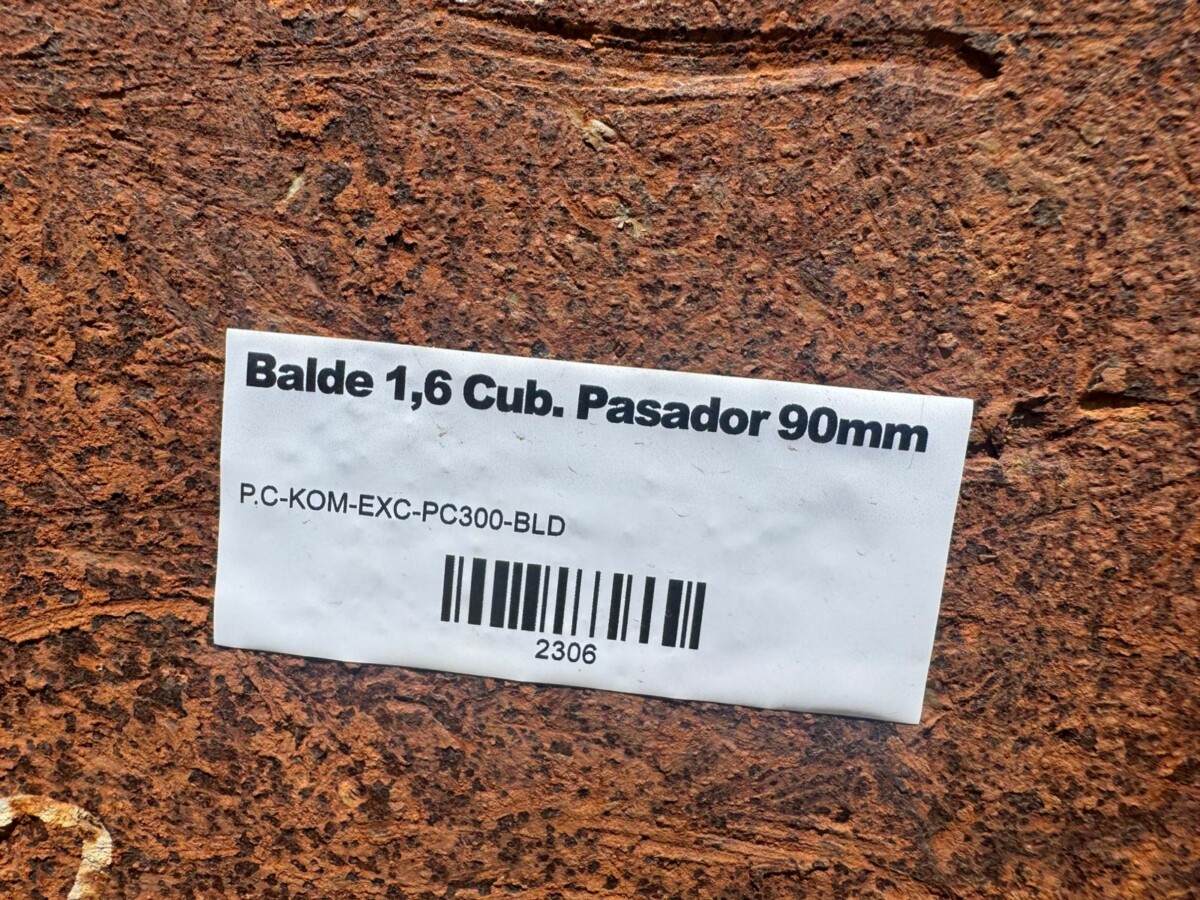 Balde 1,6 Cub. Pasador 90mm
P.C-KOM-EXC-PC300-BLD
2306